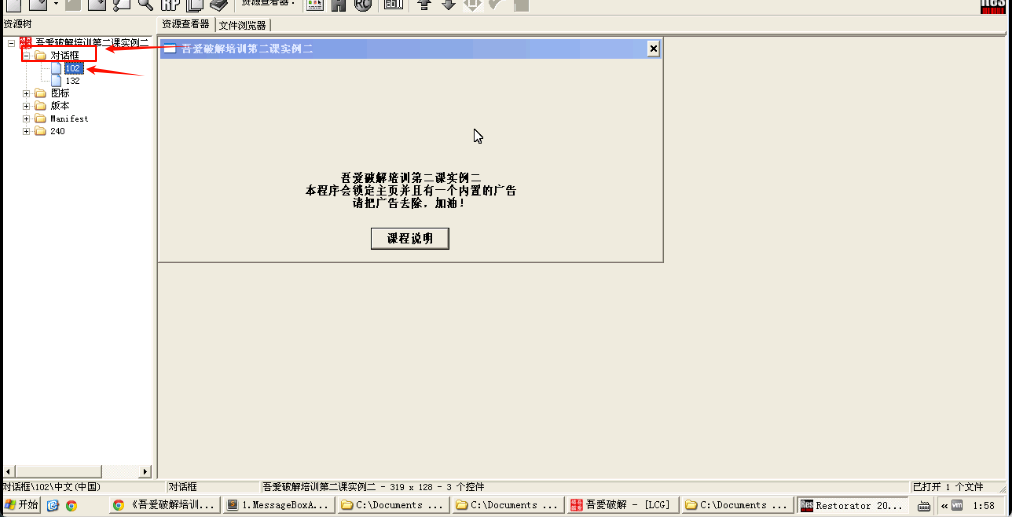 资源查看器
RC
资源树
资源查看器
文件浏览器
吾爱破解培训第二课实例二
对话框
102
132
图标
版本
Manifest
240
吾爱破解培训第二课实例二
吾爱破解培训第二课实例二
本程序会锁定主页并且有一个内置的广告
请把广告去除．加油！
课程说明
对话框\102\中文(中国)
对话框
吾爱破解培训第二课实例二 - 319 x 128 - 3 个控件
已打开 1 个文件
开始
《吾爱破解培训...
1.MessageBoxA...
C:\Documents ...
C:\Documents ...
吾爱破解 - [LCG]
C:\Documents ...
Restorator 20...
«
1:58